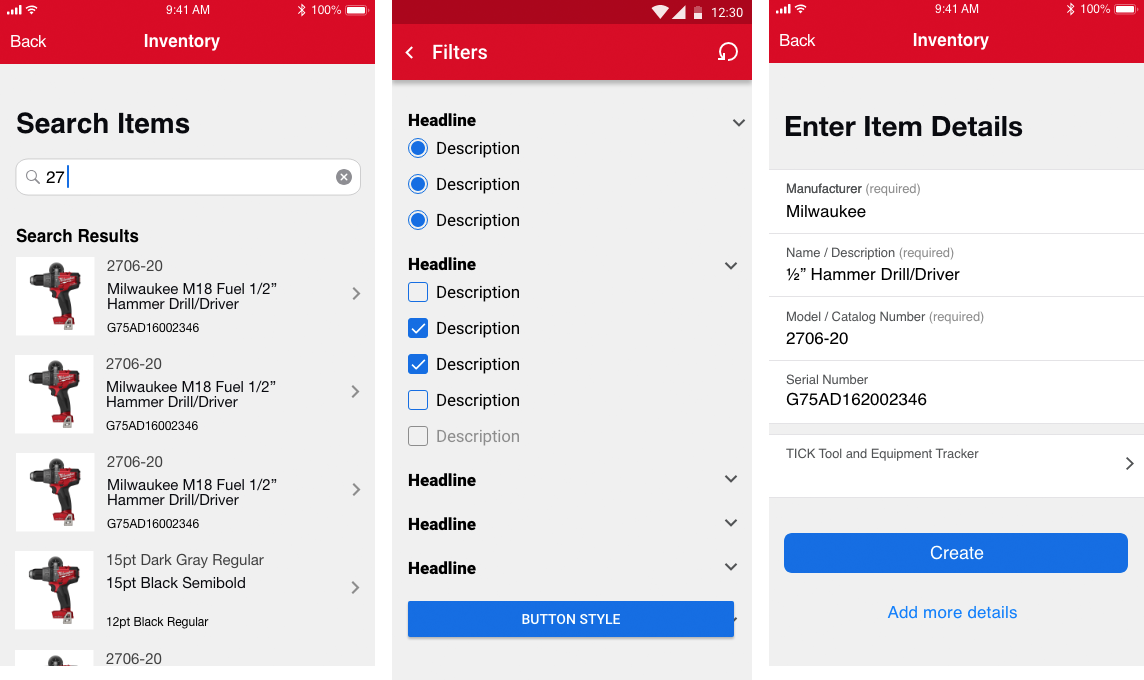 9:41 AM
100%
Back
Inventory
Search Items
27
Search Results
2706-20
Milwaukee M18 Fuel 1/2”
Hammer Drill/Driver
G75AD16002346
2706-20
Milwaukee M18 Fuel 1/2”
Hammer Drill/Driver
G75AD16002346
2706-20
Milwaukee M18 Fuel 1/2”
Hammer Drill/Driver
G75AD16002346
15pt Dark Gray Regular
15pt Black Semibold
12pt Black Regular
2706-20
12:30
Filters
Headline
Description
Description
Description
Headline
Description
Description
Description
Description
Description
Headline
Headline
Headline
BUTTON STYLE
9:41 AM
100%
Back
Inventory
Enter Item Details
Manufacturer (required)
Milwaukee
Name / Description (required)
½” Hammer Drill/Driver
Model / Catalog Number (required)
2706-20
Serial Number
G75AD162002346
TICK Tool and Equipment Tracker
Create
Add more details